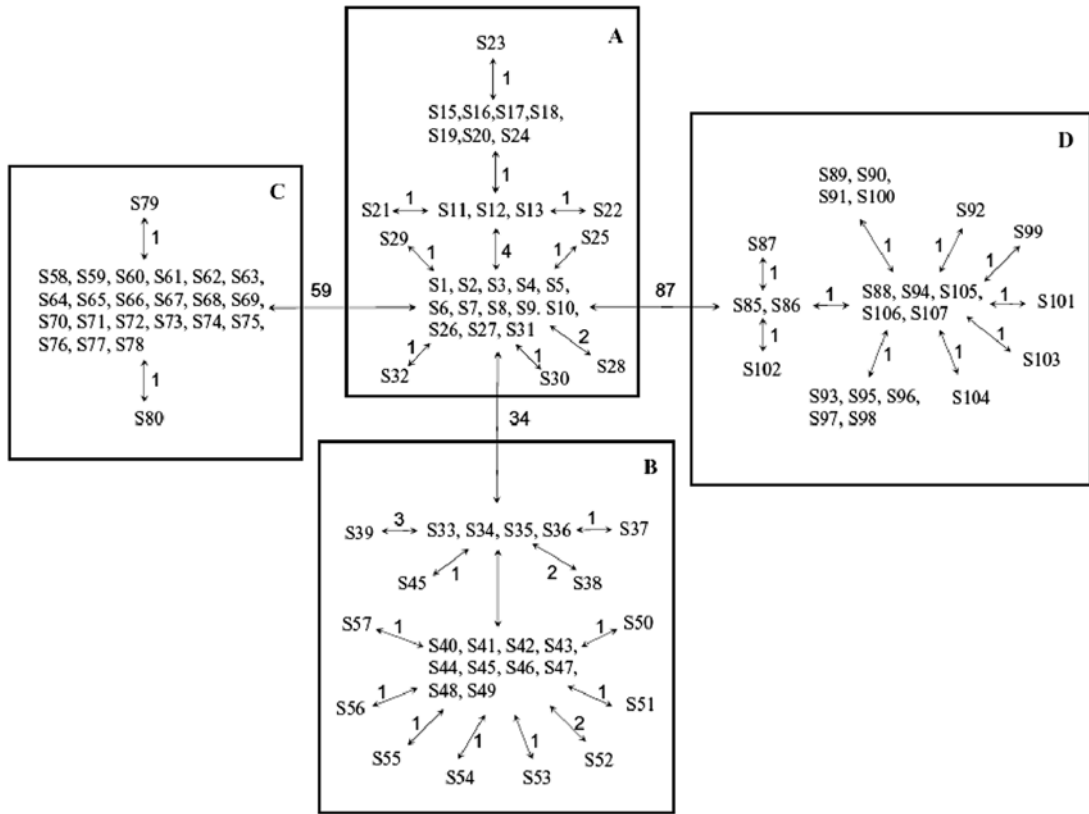 A
S23
1
S15,S16,S17,S18,
S19,S20, S24
1
S21 1 S11, S12, S13 1 S22
S29 1 4 1 S25
S1, S2, S3, S4, S5,
S6, S7, S8, S9. S10,
S26, S27, S31
S32 1 1 S30 2 S28
C
S79
1
S58, S59, S60, S61, S62, S63,
S64, S65, S66, S67, S68, S69,
S70, S71, S72, S73, S74, S75,
S76, S77, S78
1
S80
59
87
34
D
S89, S90,
S91, S100
1
S92
1
S99
1
S87
1
S85, S86
1
S102
1
S88, S94, S105,
S106, S107
1
S101
1
S103
1
S104
1
S93, S95, S96,
S97, S98
B
S39 3 S33, S34, S35, S36 1 S37
S45 1 2 S38
S57 1 1 S50
S40, S41, S42, S43,
S44, S45, S46, S47,
S48, S49
S56 1 1 S51
S55 1 2 S52
S54 1 1 S53